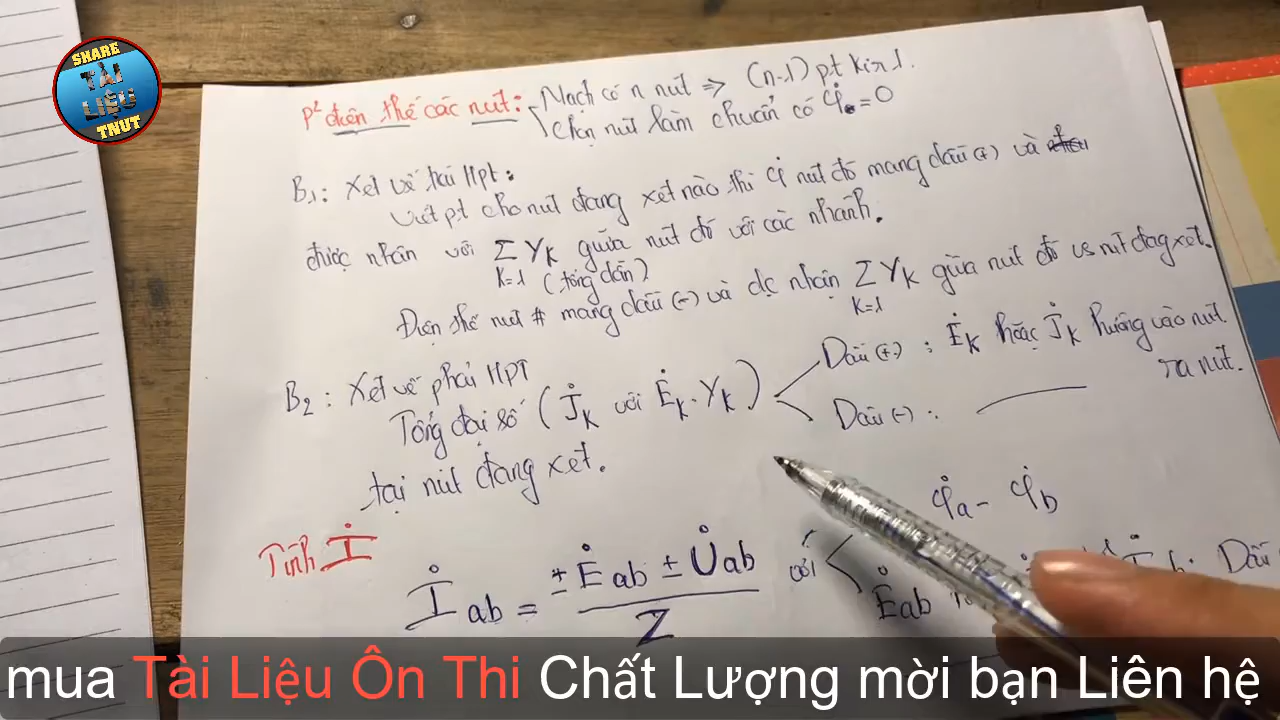 SHARE
TÀI
LIỆU
TNUT
p² điện thế các nút: Mạch có n nút => (n-1) pt Kir 1.
chọn nút làm chuẩn có φ̇₀ = 0
B₁: Xét vế trái Hpt:
Viết pt cho nút đang xét nào thì φ̇ nút đó mang dấu (+) và
được nhân với Σ Yₖ giữa nút đó với các nhánh.
K=1 (tổng dẫn)
Điện thế nút # mang dấu (-) và đc nhân Σ Yₖ giữa nút đó vs nút đag xét.
K=1
B₂: Xét vế phải HPT
Tổng đại số (J̇ₖ với Ėₖ.Yₖ) Dấu (+) : Ėₖ hoặc J̇ₖ hướng vào nút.
Dấu (-) : ra nút.
tại nút đang xét.
Tính İ
İab = ±Ėab ± U̇ab / Z với φ̇a - φ̇b
Ėab Dấu
mua Tài Liệu Ôn Thi Chất Lượng mời bạn Liên hệ